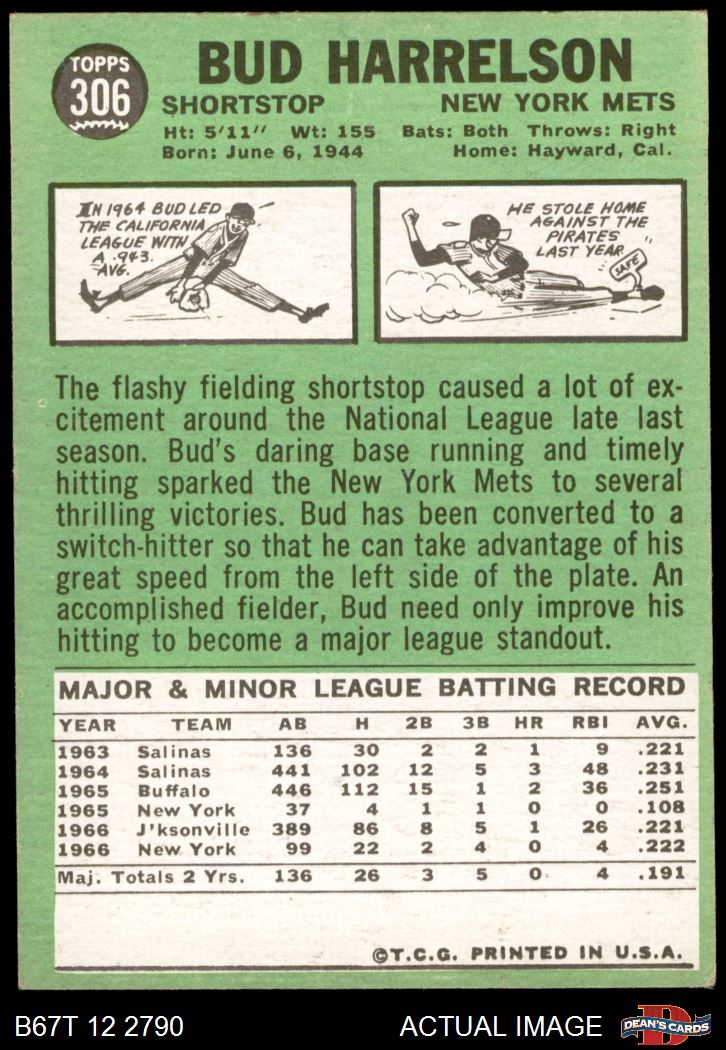 TOPPS
306
BUD HARRELSON
SHORTSTOP NEW YORK METS
Ht: 5'11" Wt: 155 Bats: Both Throws: Right
Born: June 6, 1944 Home: Hayward, Cal.
IN 1964 BUD LED
THE CALIFORNIA
LEAGUE WITH
A .943
AVG.
HE STOLE HOME
AGAINST THE
PIRATES
LAST YEAR
SAFE
The flashy fielding shortstop caused a lot of ex-
citement around the National League late last
season. Bud's daring base running and timely
hitting sparked the New York Mets to several
thrilling victories. Bud has been converted to a
switch-hitter so that he can take advantage of his
great speed from the left side of the plate. An
accomplished fielder, Bud need only improve his
hitting to become a major league standout.
MAJOR & MINOR LEAGUE BATTING RECORD
YEAR TEAM AB H 2B 3B HR RBI AVG.
1963 Salinas 136 30 2 2 1 9 .221
1964 Salinas 441 102 12 5 3 48 .231
1965 Buffalo 446 112 15 1 2 36 .251
1965 New York 37 4 1 1 0 0 .108
1966 J'ksonville 389 86 8 5 1 26 .221
1966 New York 99 22 2 4 0 4 .222
Maj. Totals 2 Yrs. 136 26 3 5 0 4 .191
©T.C.G. PRINTED IN U.S.A.
B67T 12 2790 ACTUAL IMAGE
D
DEAN'S CARDS